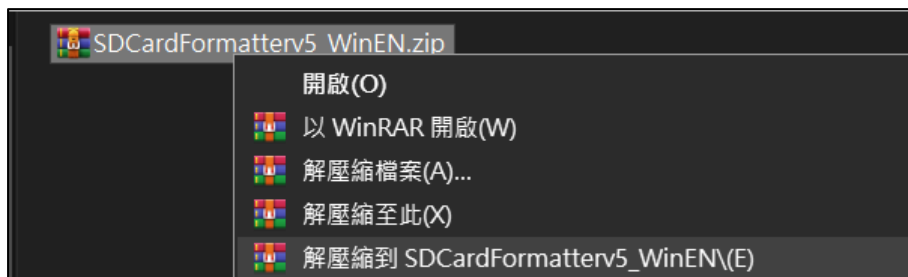 SDCardFormatterv5_WinEN.zip
開啟(O)
以 WinRAR 開啟(W)
解壓縮檔案(A)...
解壓縮至此(X)
解壓縮到 SDCardFormatterv5_WinEN\(E)